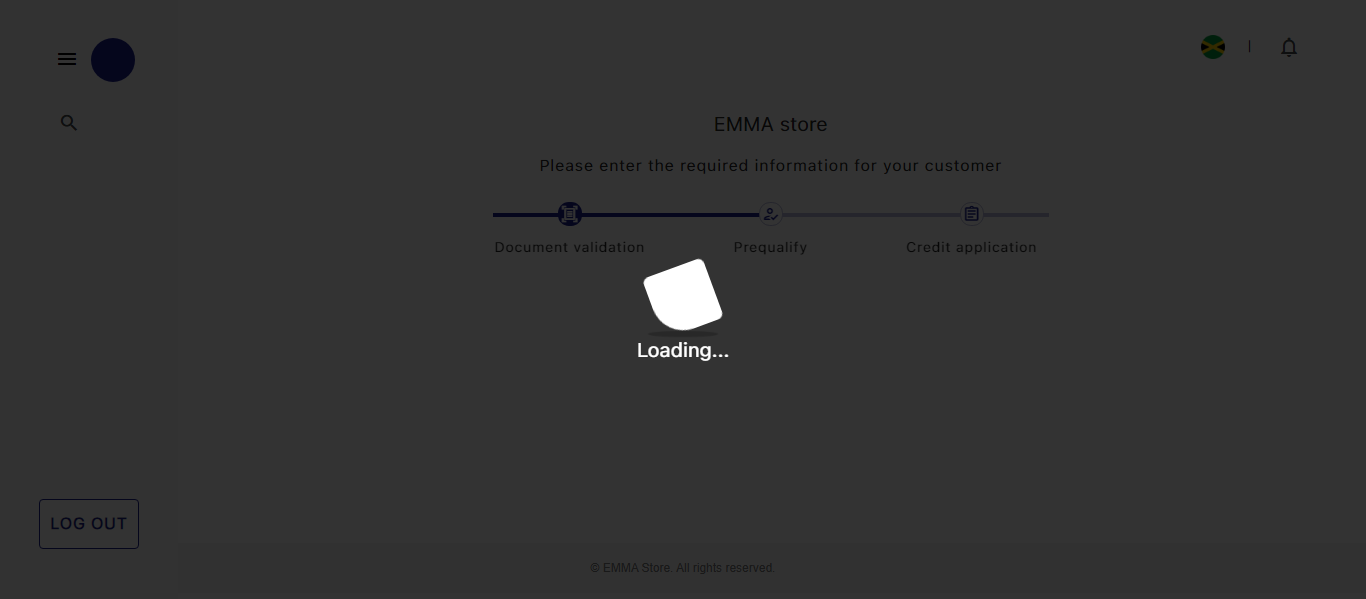 EMMA store
Please enter the required information for your customer
Document validation
Prequalify
Credit application
Loading...
LOG OUT
© EMMA Store. All rights reserved.